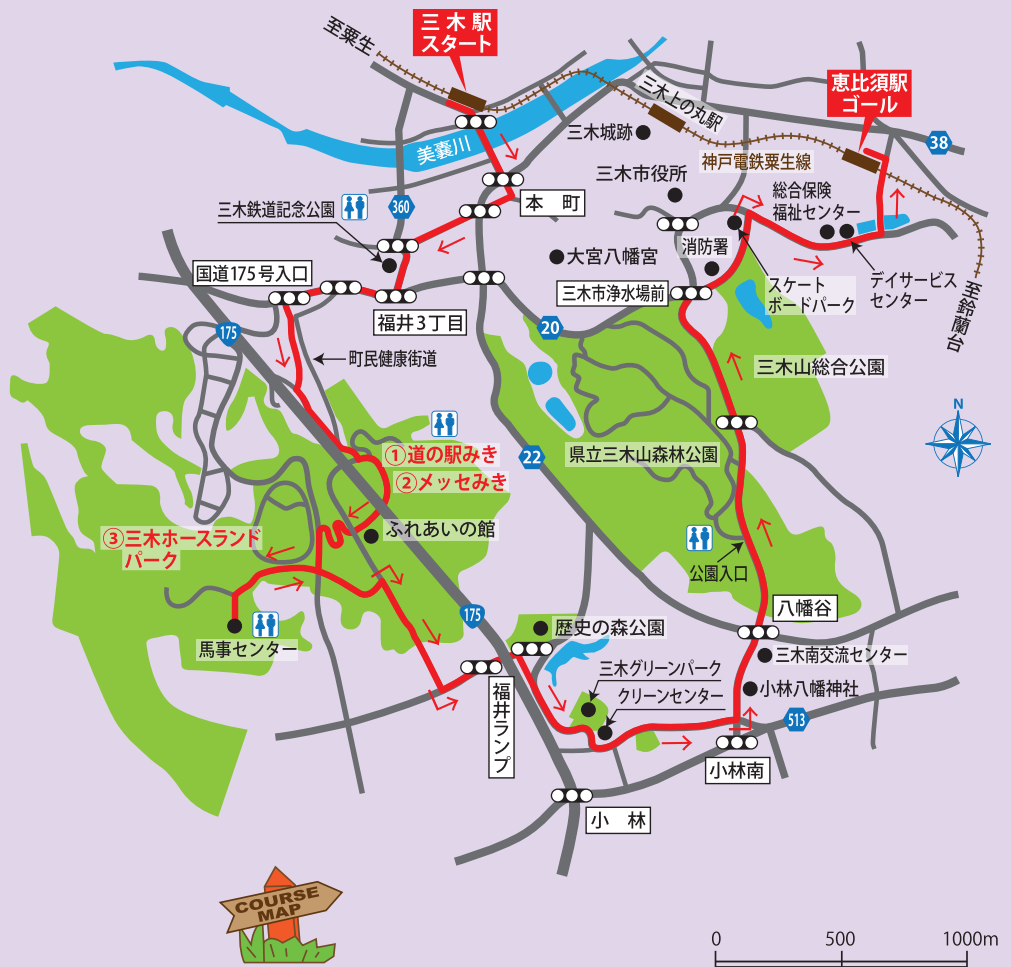 至粟生
三木駅
スタート
三木上の丸駅
恵比須駅
ゴール
38
美嚢川
三木城跡
神戸電鉄粟生線
三木市役所
総合保険
福祉センター
三木鉄道記念公園
360
本 町
大宮八幡宮
消防署
スケート
ボードパーク
デイサービス
センター
至鈴蘭台
国道175号入口
三木市浄水場前
福井3丁目
175
20
町民健康街道
三木山総合公園
N
①道の駅みき
②メッセみき
22
県立三木山森林公園
ふれあいの館
③三木ホースランド
パーク
公園入口
175
八幡谷
馬事センター
歴史の森公園
三木南交流センター
三木グリーンパーク
クリーンセンター
小林八幡神社
福井ランプ
513
小林南
小 林
COURSE
MAP
0 500 1000m